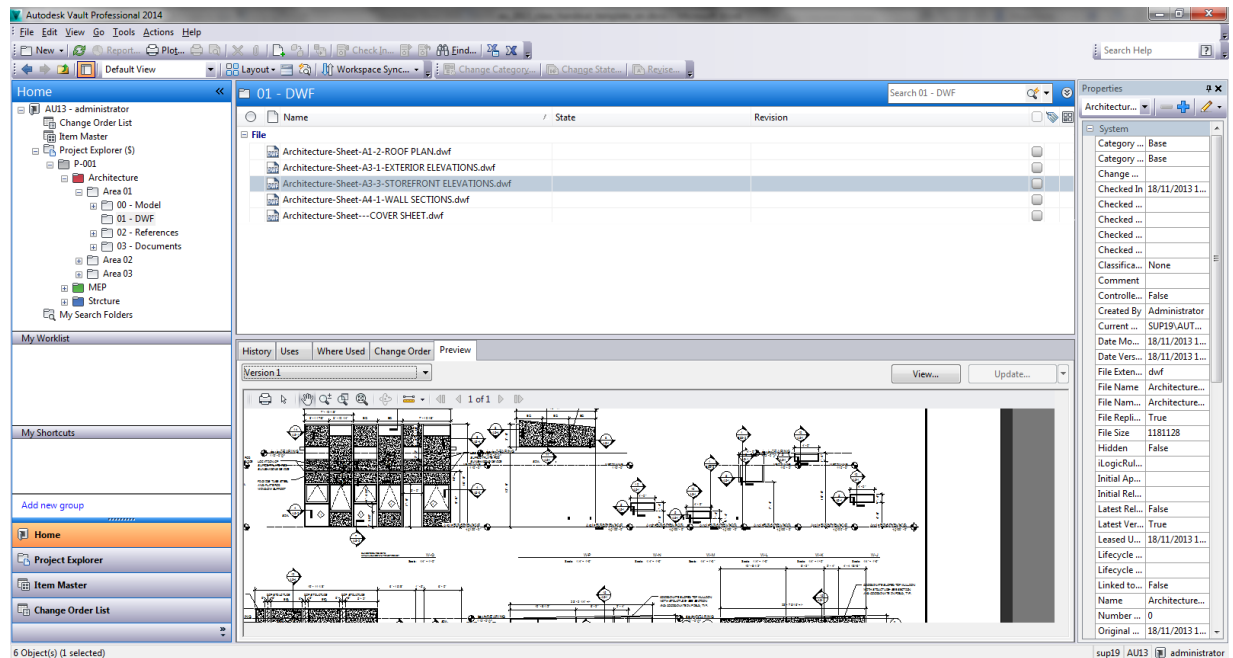 Autodesk Vault Professional 2014
File Edit View Go Tools Actions Help
New Report... Plot... Check In... Find...
Search Help
Default View Layout Workspace Sync... Change Category... Change State... Revise...
Home
AU13 - administrator
Change Order List
Item Master
Project Explorer ($)
P-001
Architecture
Area 01
00 - Model
01 - DWF
02 - References
03 - Documents
Area 02
Area 03
MEP
Strcture
My Search Folders
My Worklist
My Shortcuts
Add new group
Home
Project Explorer
Item Master
Change Order List
01 - DWF
Search 01 - DWF
Name / State Revision
File
Architecture-Sheet-A1-2-ROOF PLAN.dwf
Architecture-Sheet-A3-1-EXTERIOR ELEVATIONS.dwf
Architecture-Sheet-A3-3-STOREFRONT ELEVATIONS.dwf
Architecture-Sheet-A4-1-WALL SECTIONS.dwf
Architecture-Sheet---COVER SHEET.dwf
History Uses Where Used Change Order Preview
Version 1
View... Update...
1 of 1
Properties
Architectur...
System
Category ... Base
Category ... Base
Change ...
Checked In 18/11/2013 1...
Checked ...
Checked ...
Checked ...
Checked ...
Classifica... None
Comment
Controlle... False
Created By Administrator
Current ... SUP19\AUT...
Date Mo... 18/11/2013 1...
Date Vers... 18/11/2013 1...
File Exten... dwf
File Name Architecture...
File Nam... Architecture...
File Repli... True
File Size 1181128
Hidden False
iLogicRul...
Initial Ap...
Initial Rel...
Latest Rel... False
Latest Ver... True
Leased U... 18/11/2013 1...
Lifecycle ...
Lifecycle ...
Linked to... False
Name Architecture...
Number ... 0
Original ... 18/11/2013 1...
6 Object(s) (1 selected)
sup19 AU13 administrator